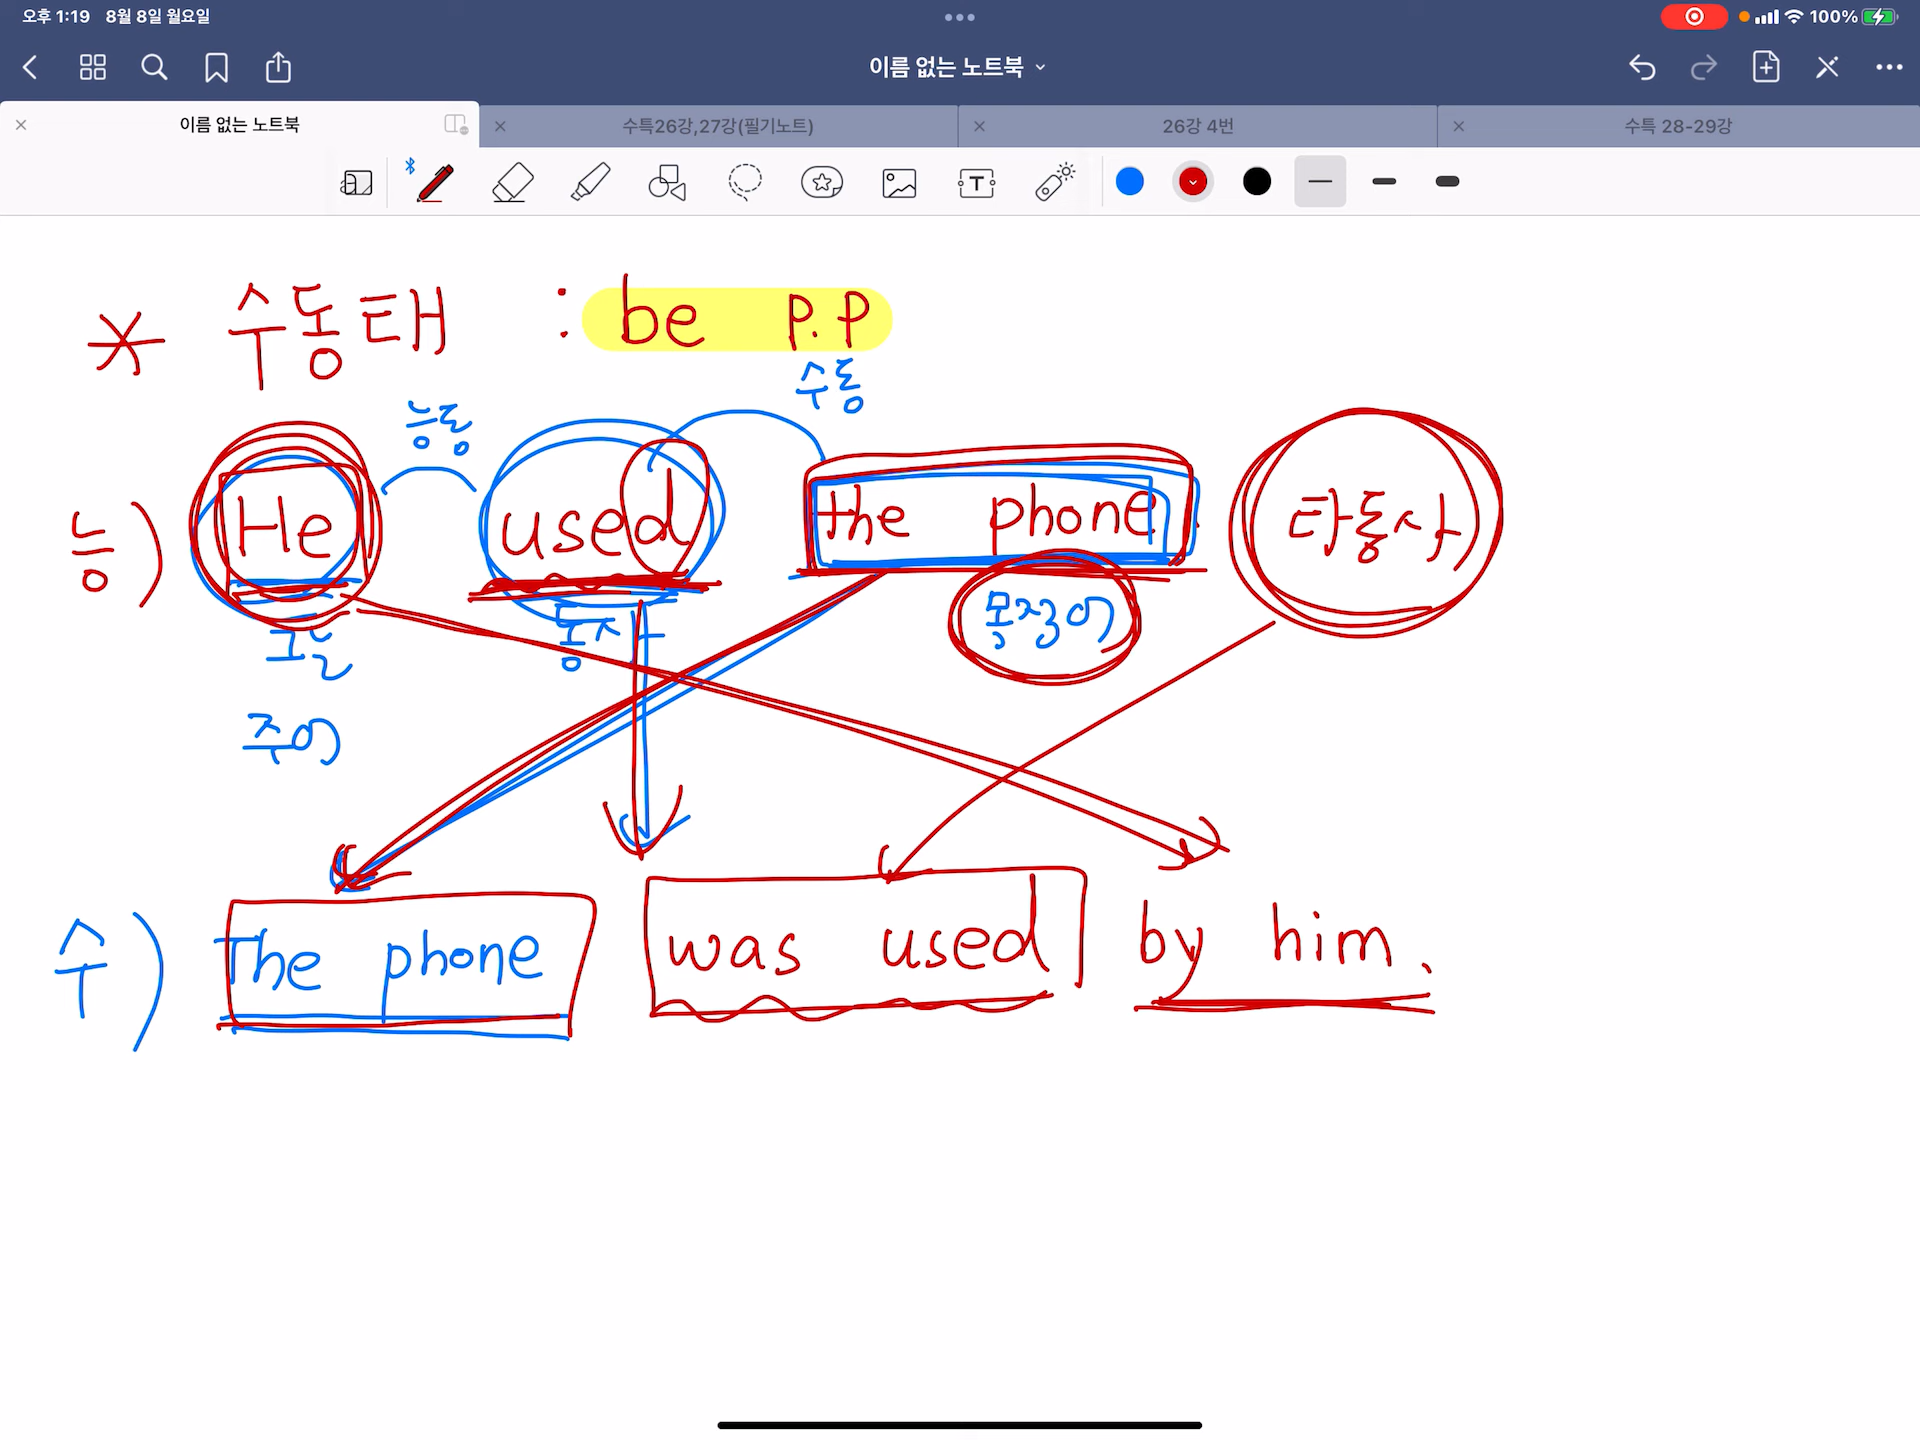 오후 1:19 8월 8일 월요일 100%
이름 없는 노트북
이름 없는 노트북 수특26강,27강(필기노트) 26강 4번 수특 28-29강
* 수동태 : be P.P
수동
능동
능) He used the phone. 타동사
동사 목적어
주어
수) The phone was used by him.